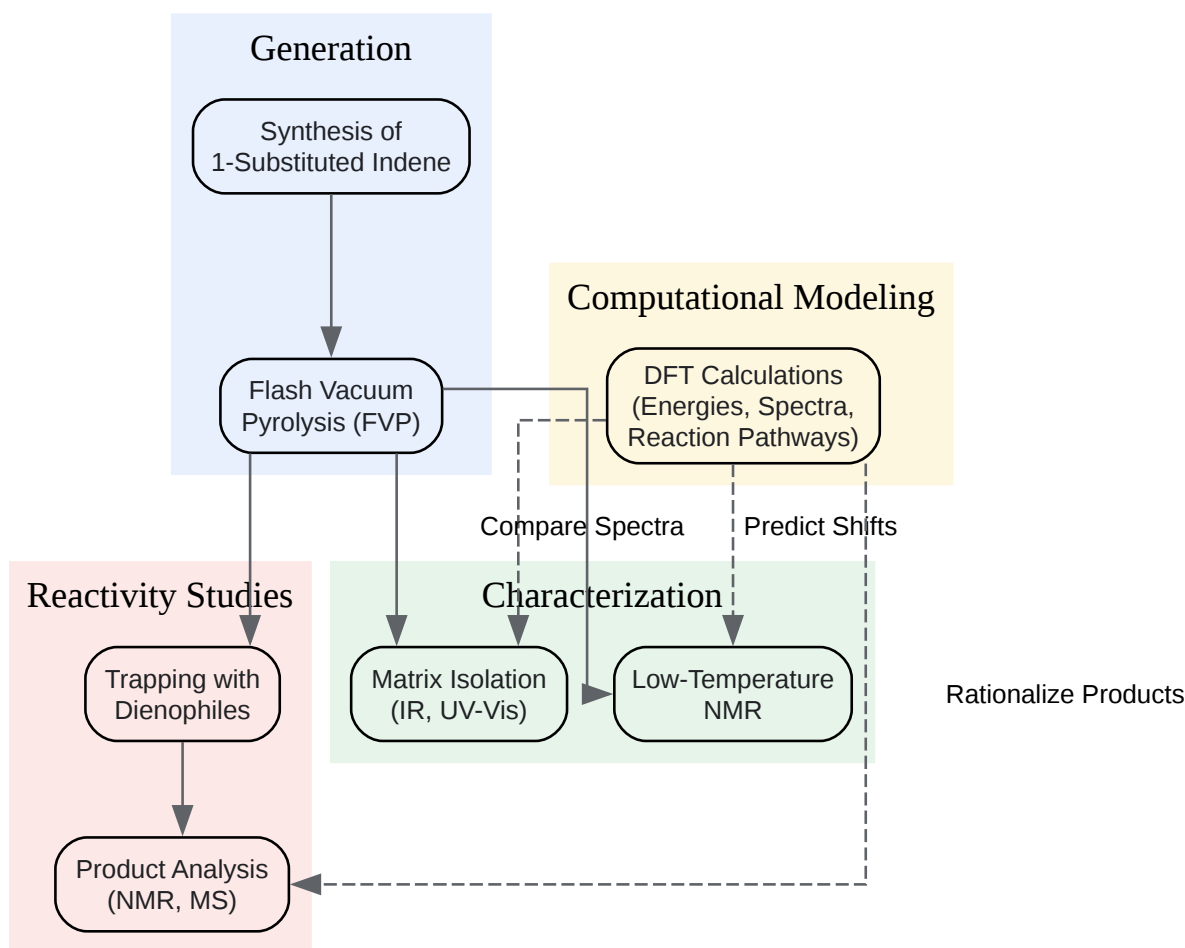 Generation
Synthesis of
1-Substituted Indene
Computational Modeling
Flash Vacuum
Pyrolysis (FVP)
DFT Calculations
(Energies, Spectra,
Reaction Pathways)
Compare Spectra
Predict Shifts
Reactivity Studies
Characterization
Trapping with
Dienophiles
Matrix Isolation
(IR, UV-Vis)
Low-Temperature
NMR
Rationalize Products
Product Analysis
(NMR, MS)